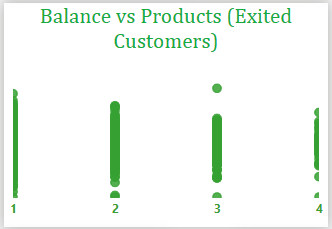 Balance vs Products (Exited
Customers)
1 2 3 4